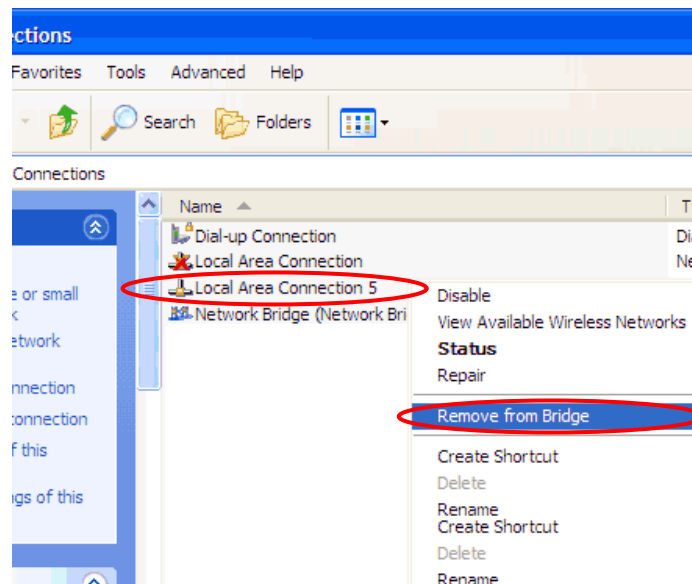 ctions
Favorites Tools Advanced Help
Search Folders
Connections
Name T
Dial-up Connection Di
Local Area Connection Ne
Local Area Connection 5
Network Bridge (Network Bri
Disable
View Available Wireless Networks
Status
Repair
Remove from Bridge
Create Shortcut
Delete
Rename
Create Shortcut
Delete
Rename
e or small
k
etwork
nnection
connection
f this
ngs of this